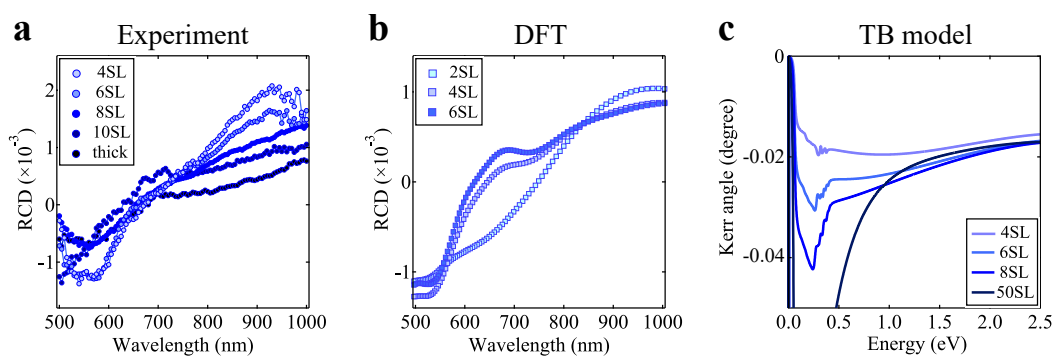 a Experiment
4SL
6SL
8SL
10SL
thick
RCD (×10⁻³)
2
1
0
-1
500 600 700 800 900 1000
Wavelength (nm)
b DFT
2SL
4SL
6SL
RCD (×10⁻³)
1
0
-1
500 600 700 800 900 1000
Wavelength (nm)
c TB model
Kerr angle (degree)
0
-0.02
-0.04
4SL
6SL
8SL
50SL
0.0 0.5 1.0 1.5 2.0 2.5
Energy (eV)